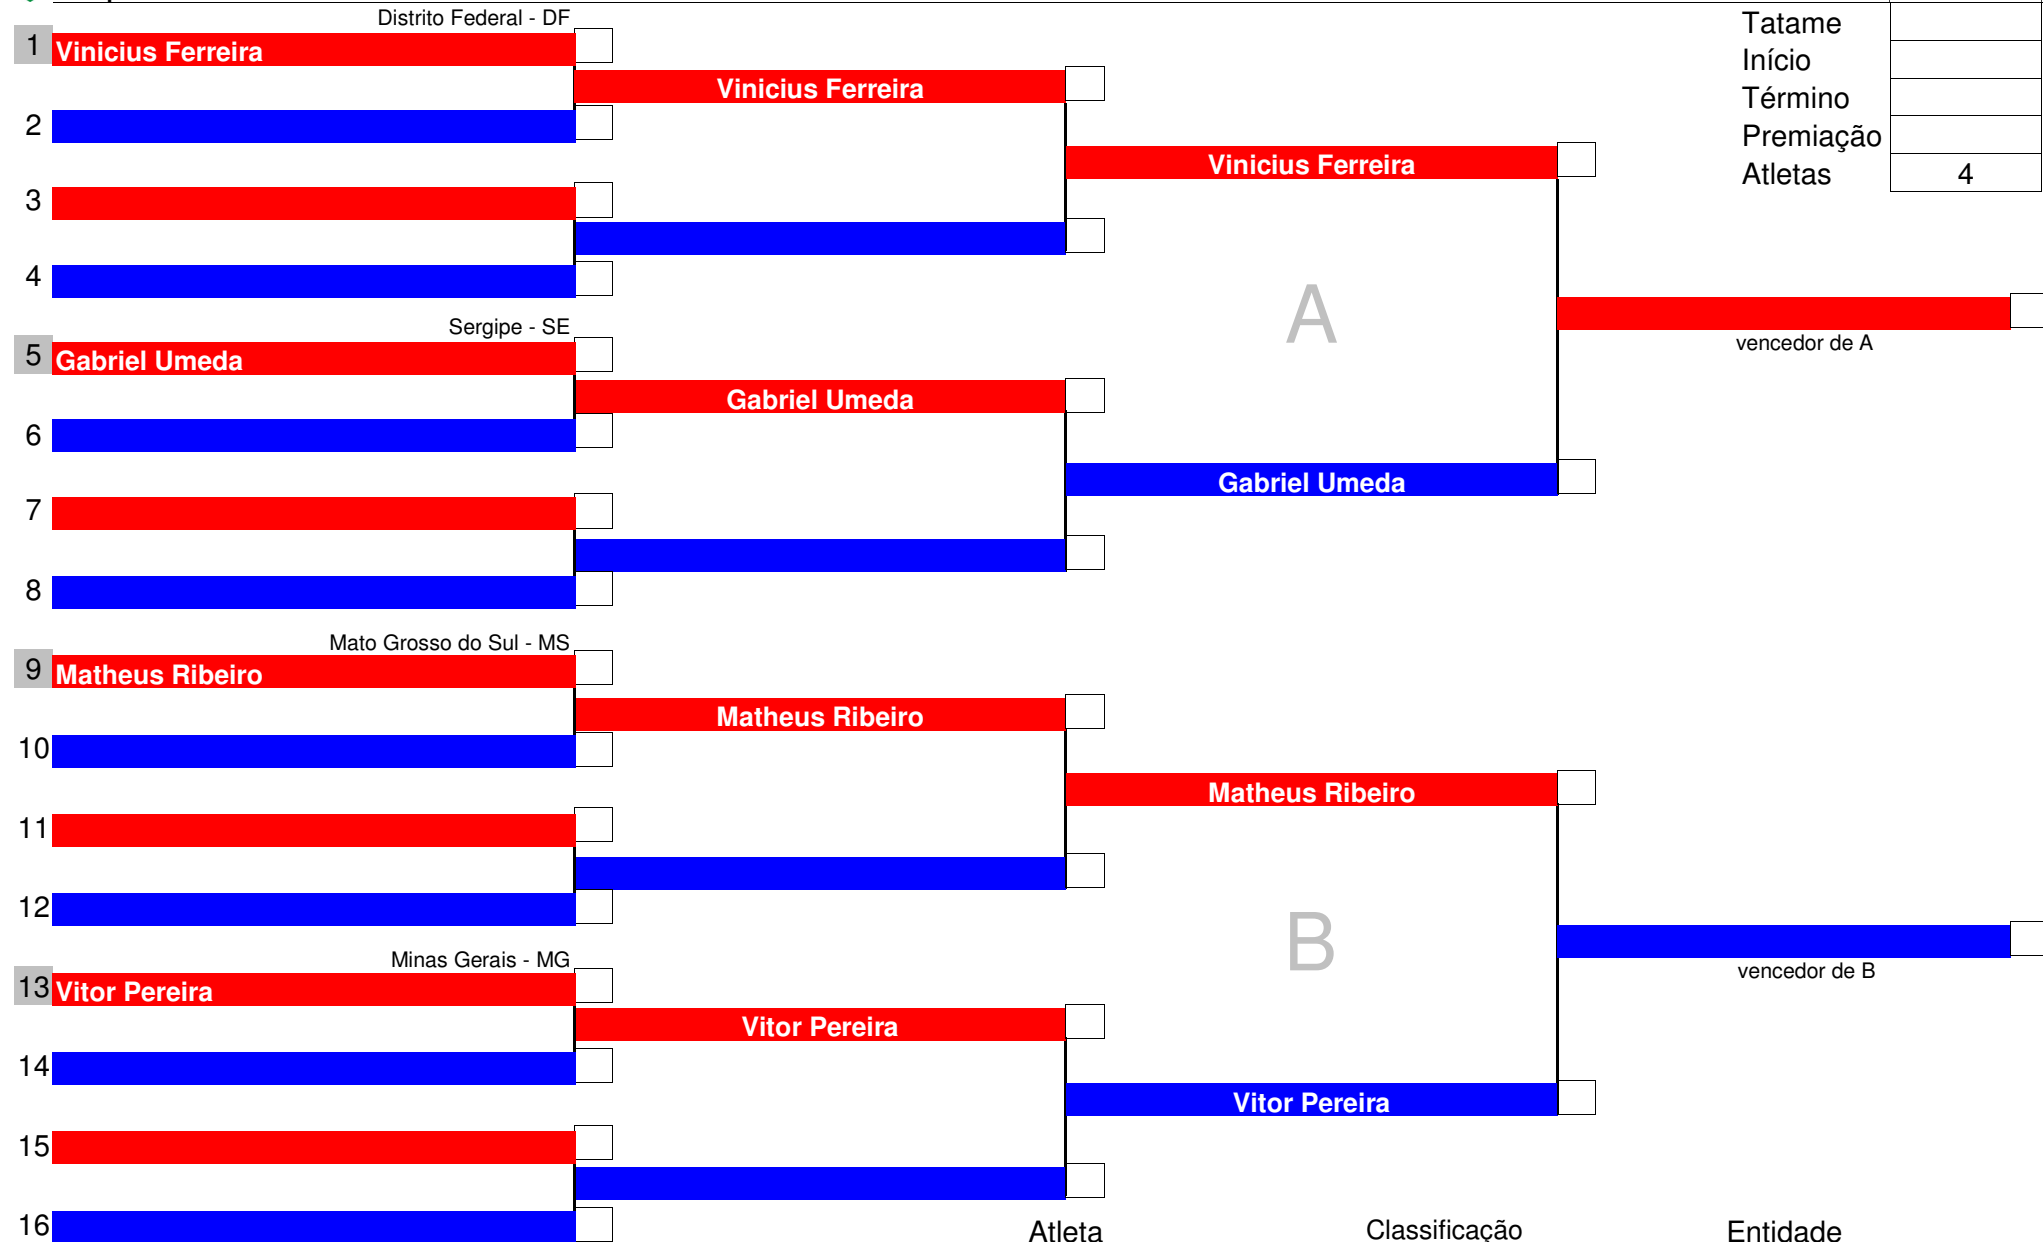 Distrito Federal - DF
1 Vinicius Ferreira
Vinicius Ferreira
2
Vinicius Ferreira
3
4
Sergipe - SE
5 Gabriel Umeda
Gabriel Umeda
6
Gabriel Umeda
7
8
A
vencedor de A
Mato Grosso do Sul - MS
9 Matheus Ribeiro
Matheus Ribeiro
10
Matheus Ribeiro
11
12
Minas Gerais - MG
13 Vitor Pereira
Vitor Pereira
14
Vitor Pereira
15
16
B
vencedor de B
Tatame
Início
Término
Premiação
Atletas 4
Atleta Classificação Entidade